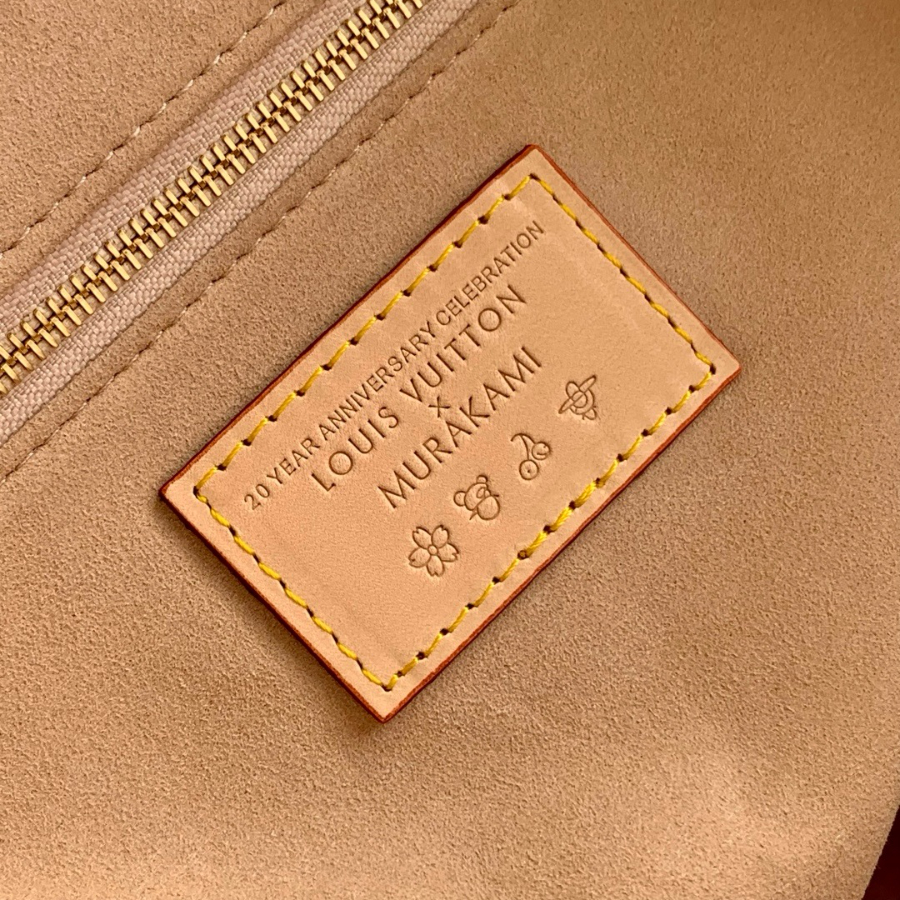 20 YEAR ANNIVERSARY CELEBRATION
LOUIS VUITTON
X
MURAKAMI